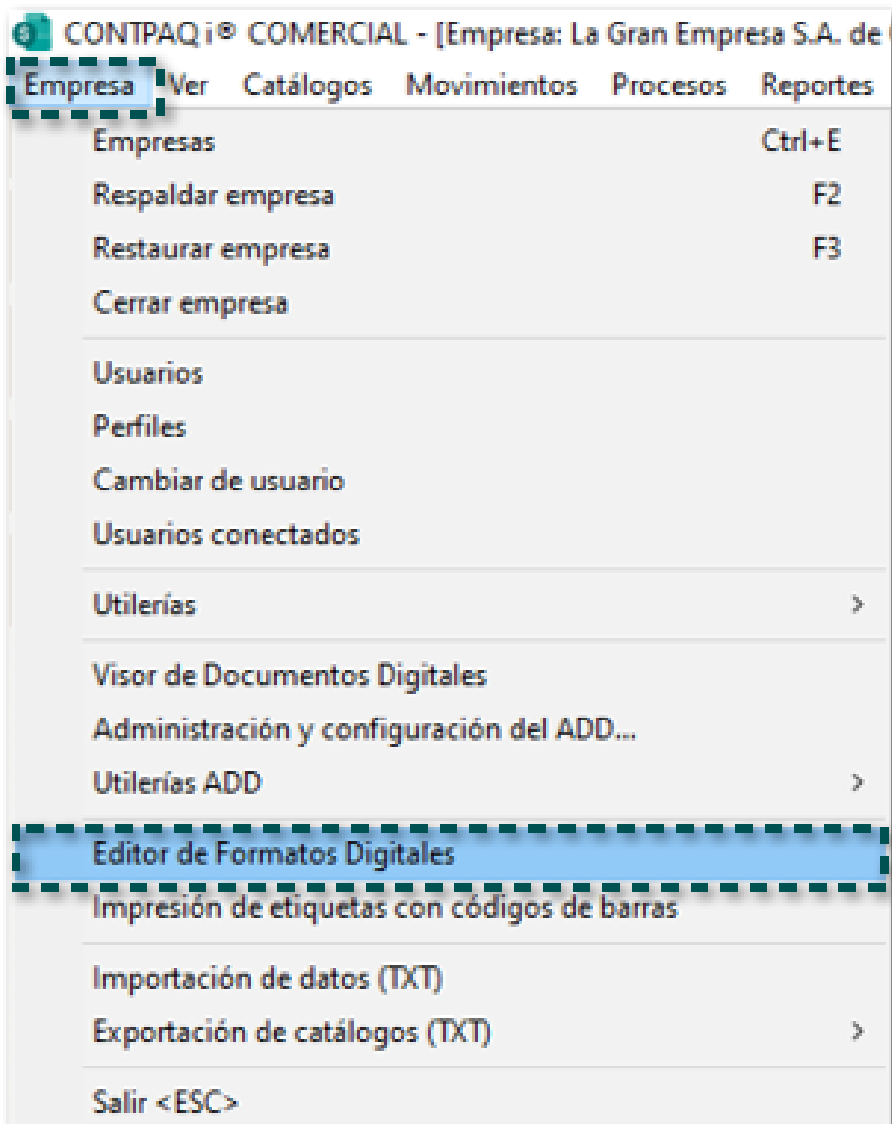 CONTPAQ i® COMERCIAL - [Empresa: La Gran Empresa S.A. de
Empresa Ver Catálogos Movimientos Procesos Reportes
Empresas Ctrl+E
Respaldar empresa F2
Restaurar empresa F3
Cerrar empresa
Usuarios
Perfiles
Cambiar de usuario
Usuarios conectados
Utilerías >
Visor de Documentos Digitales
Administración y configuración del ADD...
Utilerías ADD >
Editor de Formatos Digitales
Impresión de etiquetas con códigos de barras
Importación de datos (TXT)
Exportación de catálogos (TXT) >
Salir <ESC>